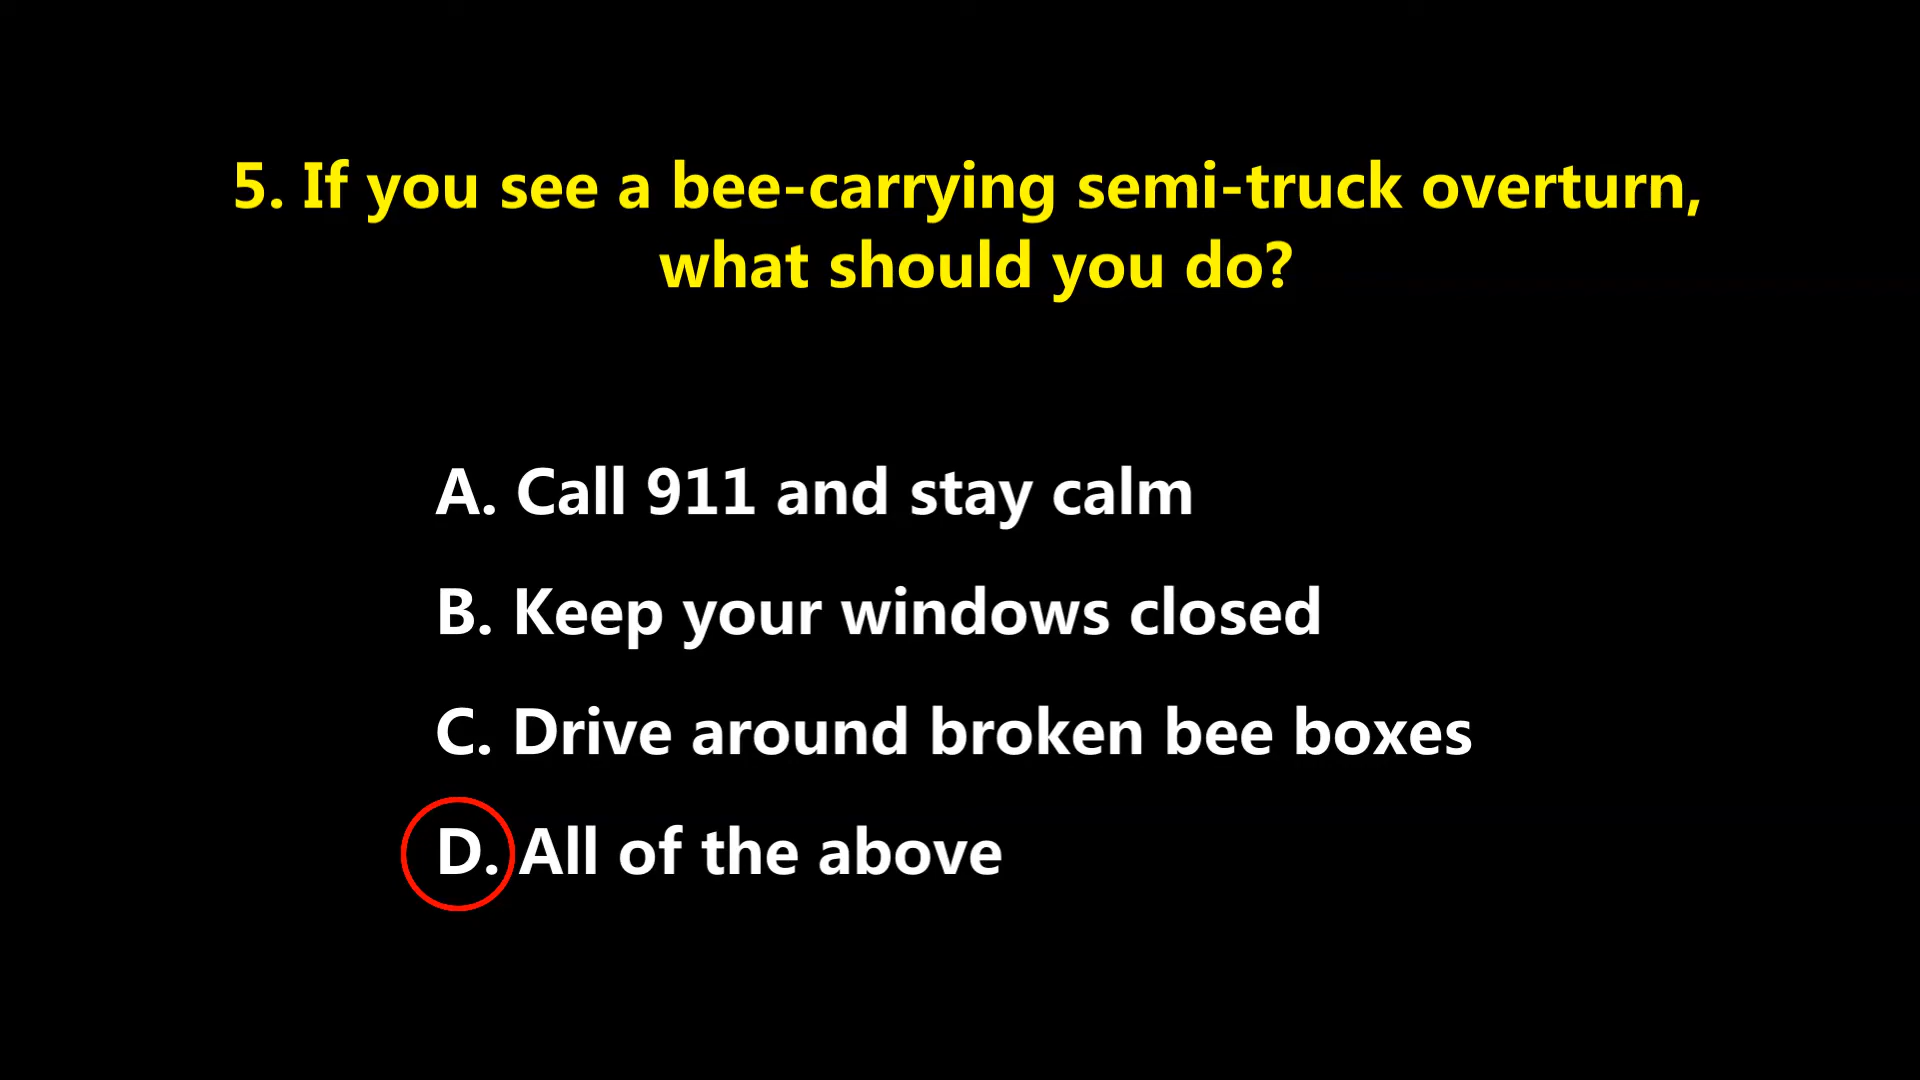 5. If you see a bee-carrying semi-truck overturn,
what should you do?
A. Call 911 and stay calm
B. Keep your windows closed
C. Drive around broken bee boxes
D. All of the above